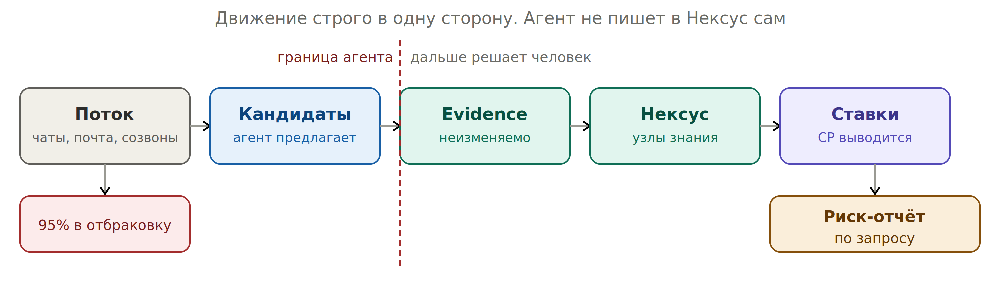 Движение строго в одну сторону. Агент не пишет в Нексус сам
граница агента
дальше решает человек
Поток
чаты, почта, созвоны
Кандидаты
агент предлагает
Evidence
неизменяемо
Нексус
узлы знания
Ставки
СР выводится
95% в отбраковку
Риск-отчёт
по запросу